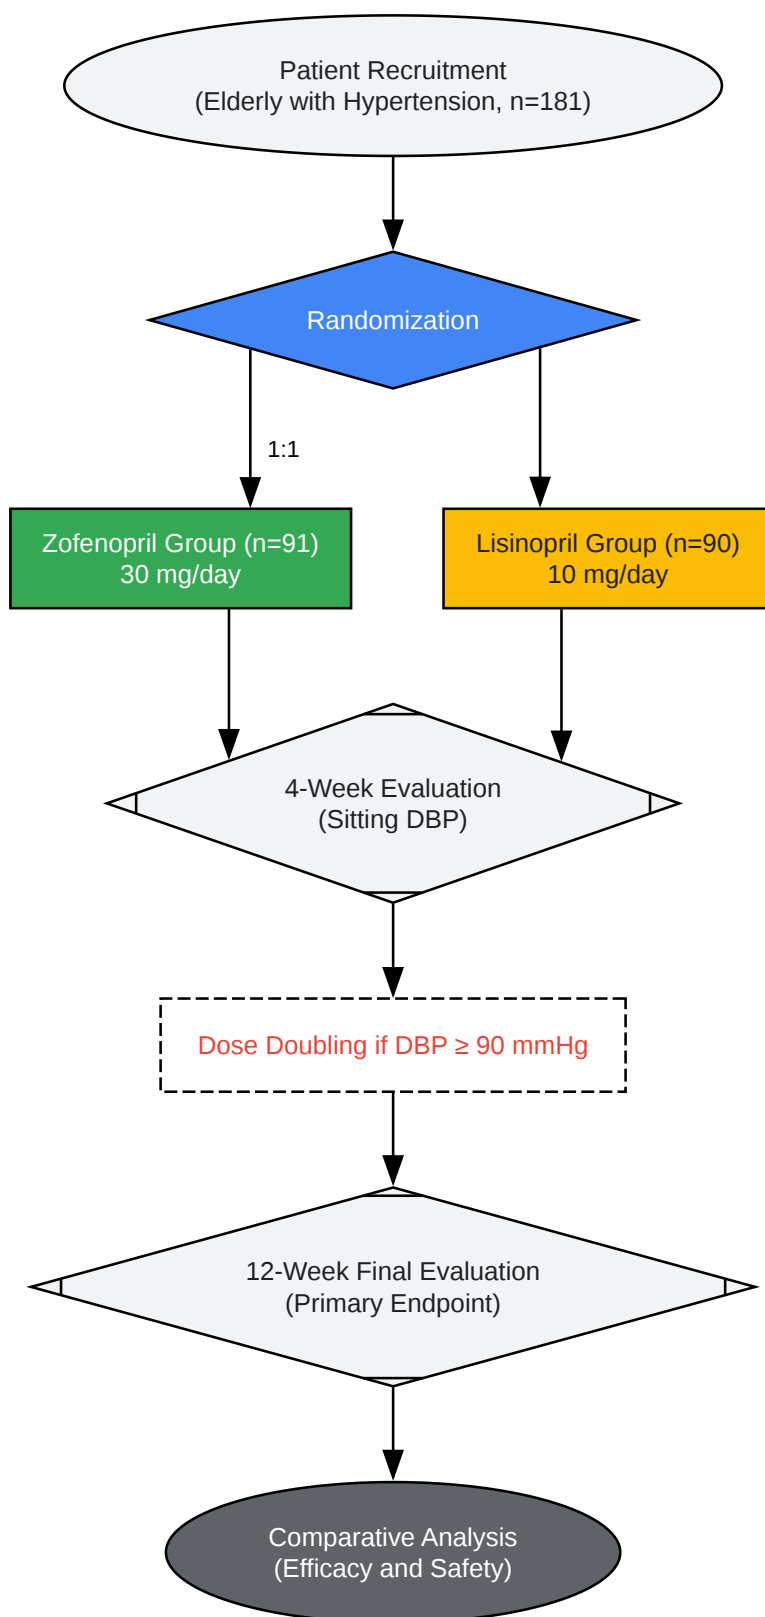 Patient Recruitment
(Elderly with Hypertension, n=181)
Randomization
1:1
Zofenopril Group (n=91)
30 mg/day
Lisinopril Group (n=90)
10 mg/day
4-Week Evaluation
(Sitting DBP)
Dose Doubling if DBP ≥ 90 mmHg
12-Week Final Evaluation
(Primary Endpoint)
Comparative Analysis
(Efficacy and Safety)